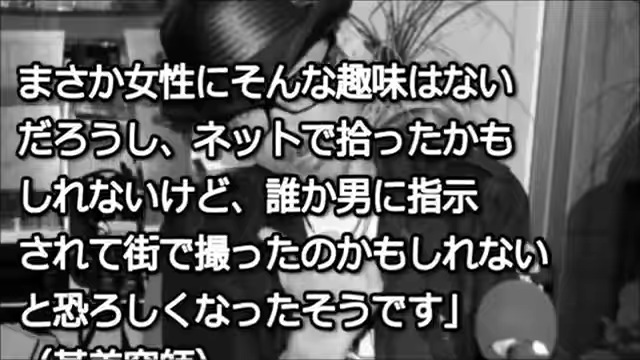 まさか女性にそんな趣味はない
だろうし、ネットで拾ったかも
しれないけど、誰か男に指示
されて街で撮ったのかもしれない
と恐ろしくなったそうです」